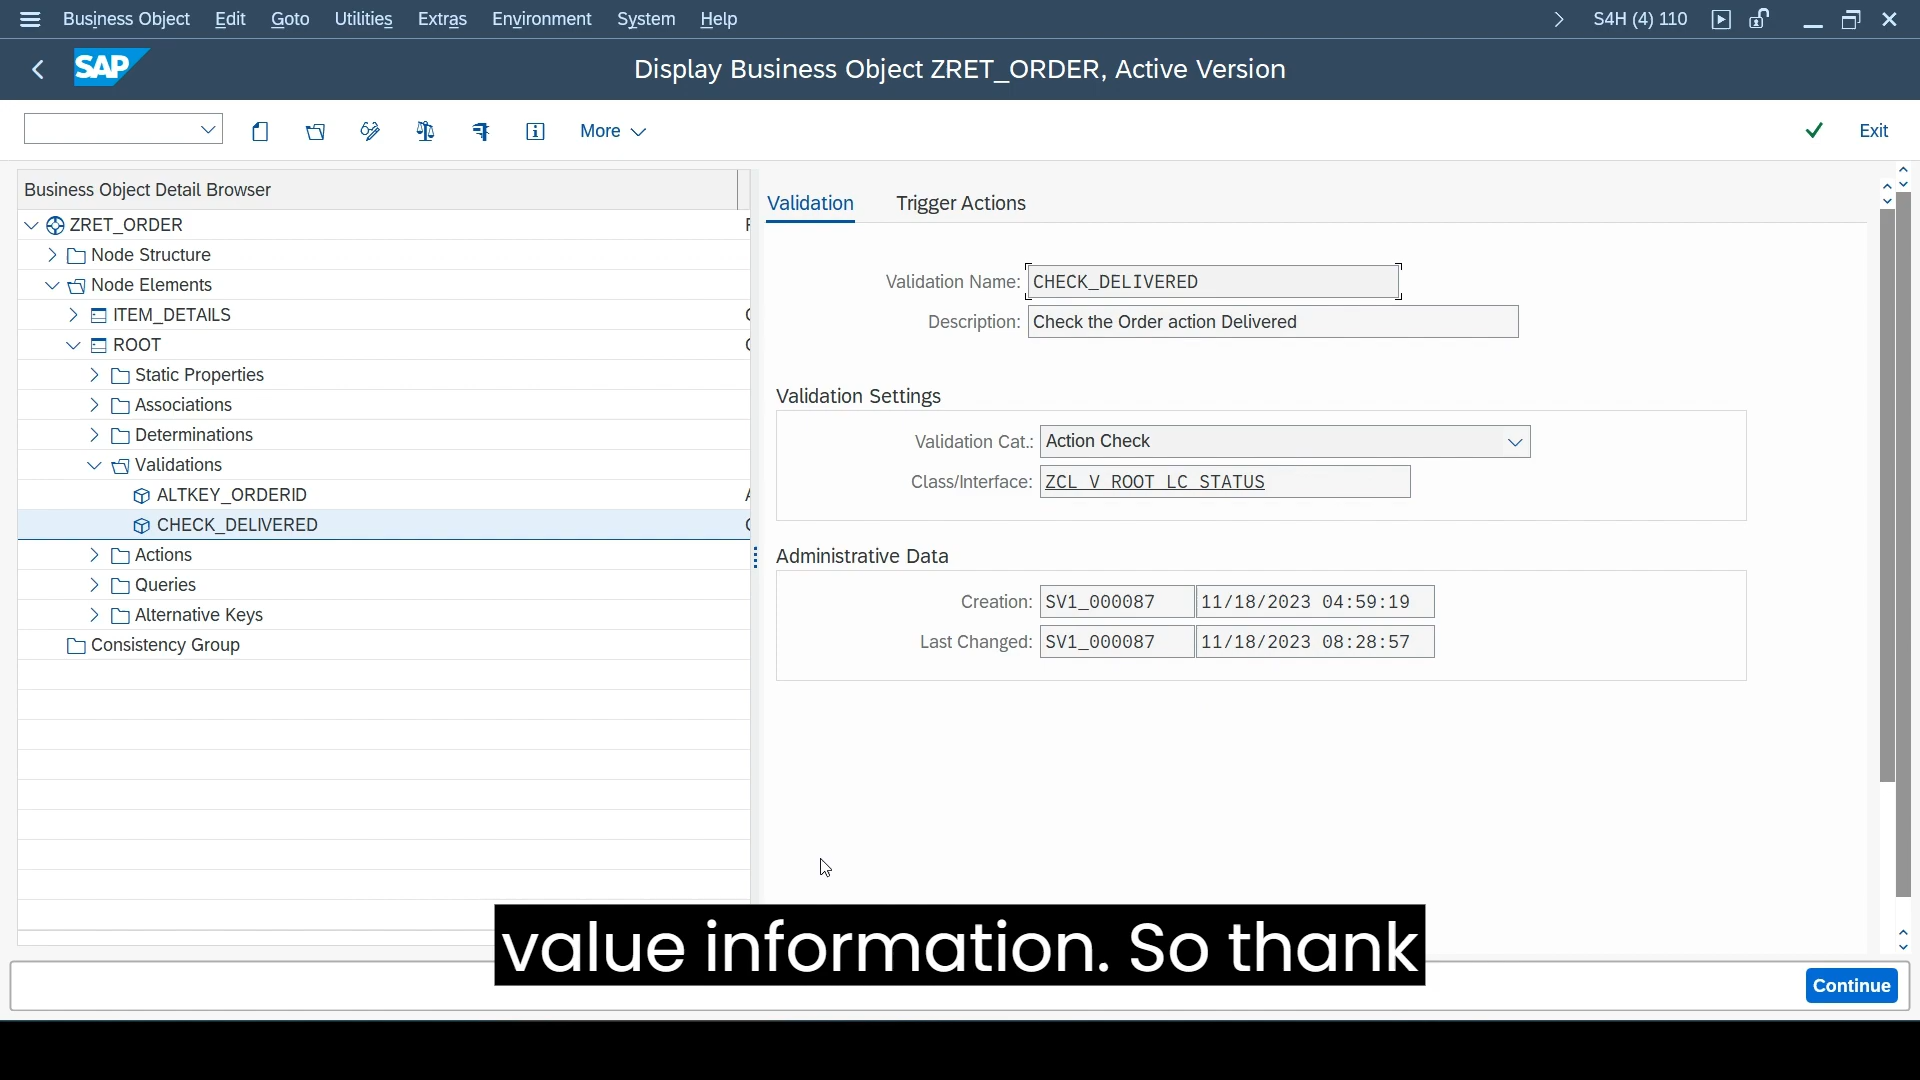 Business Object Edit Goto Utilities Extras Environment System Help S4H (4) 110
SAP Display Business Object ZRET_ORDER, Active Version
More Exit
Business Object Detail Browser
ZRET_ORDER
Node Structure
Node Elements
ITEM_DETAILS
ROOT
Static Properties
Associations
Determinations
Validations
ALTKEY_ORDERID
CHECK_DELIVERED
Actions
Queries
Alternative Keys
Consistency Group
Validation Trigger Actions
Validation Name: CHECK_DELIVERED
Description: Check the Order action Delivered
Validation Settings
Validation Cat.: Action Check
Class/Interface: ZCL_V_ROOT_LC_STATUS
Administrative Data
Creation: SV1_000087 11/18/2023 04:59:19
Last Changed: SV1_000087 11/18/2023 08:28:57
value information. So thank
Continue